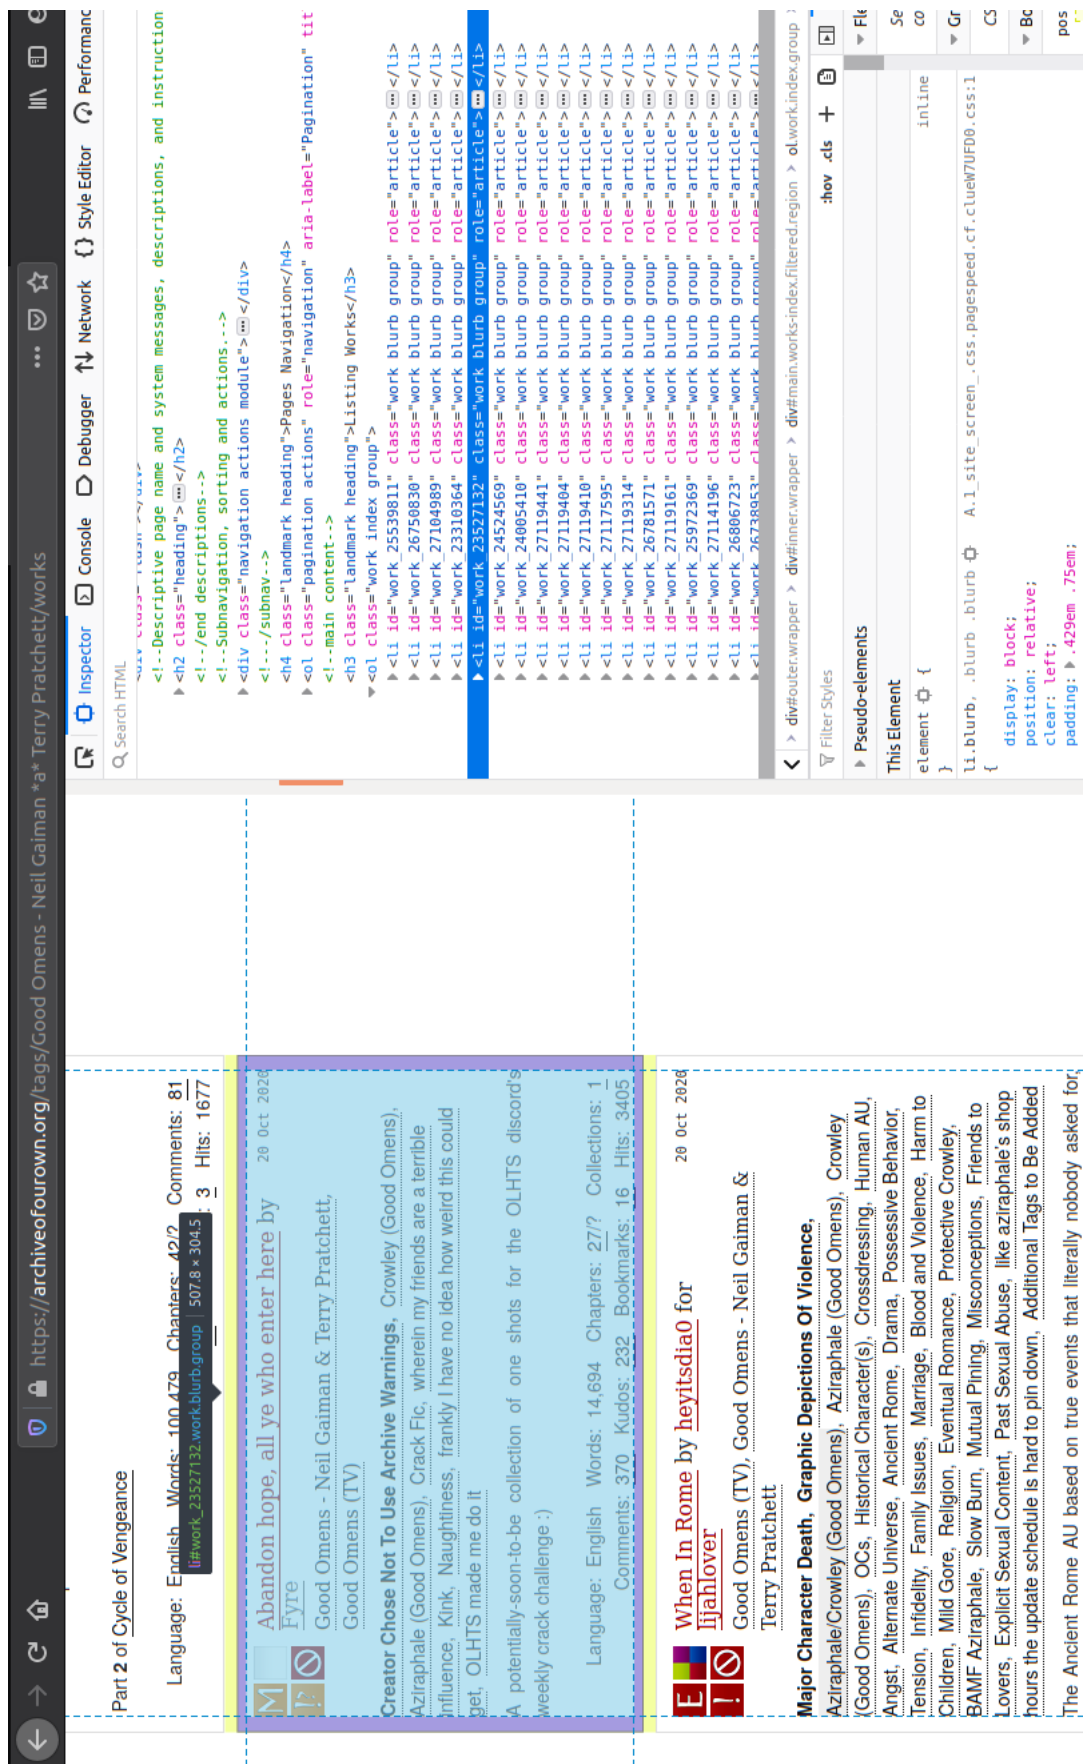 https://archiveofourown.org/tags/Good Omens - Neil Gaiman *a* Terry Pratchett/works
Part 2 of Cycle of Vengeance
Language: English Words: 100,479 Chapters: 42/? Comments: 81
: 3 Hits: 1677
li#work_23527132.work.blurb.group | 507.8 × 304.5
Abandon hope, all ye who enter here by
Fyre
20 Oct 2020
Good Omens - Neil Gaiman & Terry Pratchett,
Good Omens (TV)
Creator Chose Not To Use Archive Warnings, Crowley (Good Omens),
Aziraphale (Good Omens), Crack Fic, wherein my friends are a terrible
influence, Kink, Naughtiness, frankly I have no idea how weird this could
get, OLHTS made me do it
A potentially-soon-to-be collection of one shots for the OLHTS discord's
weekly crack challenge :)
Language: English Words: 14,694 Chapters: 27/? Collections: 1
Comments: 370 Kudos: 232 Bookmarks: 16 Hits: 3405
When In Rome by heyitsdia0 for
lijahlover
20 Oct 2020
Good Omens (TV), Good Omens - Neil Gaiman &
Terry Pratchett
Major Character Death, Graphic Depictions Of Violence,
Aziraphale/Crowley (Good Omens), Aziraphale (Good Omens), Crowley
(Good Omens), OCs, Historical Character(s), Crossdressing, Human AU,
Angst, Alternate Universe, Ancient Rome, Drama, Possessive Behavior,
Tension, Infidelity, Family Issues, Marriage, Blood and Violence, Harm to
Children, Mild Gore, Religion, Eventual Romance, Protective Crowley,
BAMF Aziraphale, Slow Burn, Mutual Pining, Misconceptions, Friends to
Lovers, Explicit Sexual Content, Past Sexual Abuse, like aziraphale's shop
hours the update schedule is hard to pin down, Additional Tags to Be Added
The Ancient Rome AU based on true events that literally nobody asked for,
Inspector Console Debugger Network Style Editor Performanc
Search HTML
<!--Descriptive page name and system messages, descriptions, and instruction
<h2 class="heading">…</h2>
<!--/end descriptions-->
<!--Subnavigation, sorting and actions.-->
<div class="navigation actions module">…</div>
<!---/subnav-->
<h4 class="landmark heading">Pages Navigation</h4>
<ol class="pagination actions" role="navigation" aria-label="Pagination" tit
<!--main content-->
<h3 class="landmark heading">Listing Works</h3>
<ol class="work index group">
<li id="work_25539811" class="work blurb group" role="article">…</li>
<li id="work_26750830" class="work blurb group" role="article">…</li>
<li id="work_27104989" class="work blurb group" role="article">…</li>
<li id="work_23310364" class="work blurb group" role="article">…</li>
<li id="work_23527132" class="work blurb group" role="article">…</li>
<li id="work_24524569" class="work blurb group" role="article">…</li>
<li id="work_24005410" class="work blurb group" role="article">…</li>
<li id="work_27119441" class="work blurb group" role="article">…</li>
<li id="work_27119404" class="work blurb group" role="article">…</li>
<li id="work_27119410" class="work blurb group" role="article">…</li>
<li id="work_27117595" class="work blurb group" role="article">…</li>
<li id="work_27119314" class="work blurb group" role="article">…</li>
<li id="work_26781571" class="work blurb group" role="article">…</li>
<li id="work_27119161" class="work blurb group" role="article">…</li>
<li id="work_25972369" class="work blurb group" role="article">…</li>
<li id="work_27114196" class="work blurb group" role="article">…</li>
<li id="work_26806723" class="work blurb group" role="article">…</li>
<li id="work_26738953" class="work blurb group" role="article">…</li>
div#outer.wrapper > div#inner.wrapper > div#main.works-index.filtered.region > ol.work.index.group
Filter Styles :hov .cls +
Pseudo-elements
This Element
element { inline
}
li.blurb, .blurb .blurb A.1_site_screen_.css.pagespeed.cf.clueW7UFD0.css:1
{
display: block;
position: relative;
clear: left;
padding: .429em .75em;
Fle
Se
co
Gr
CS
Bo
pos